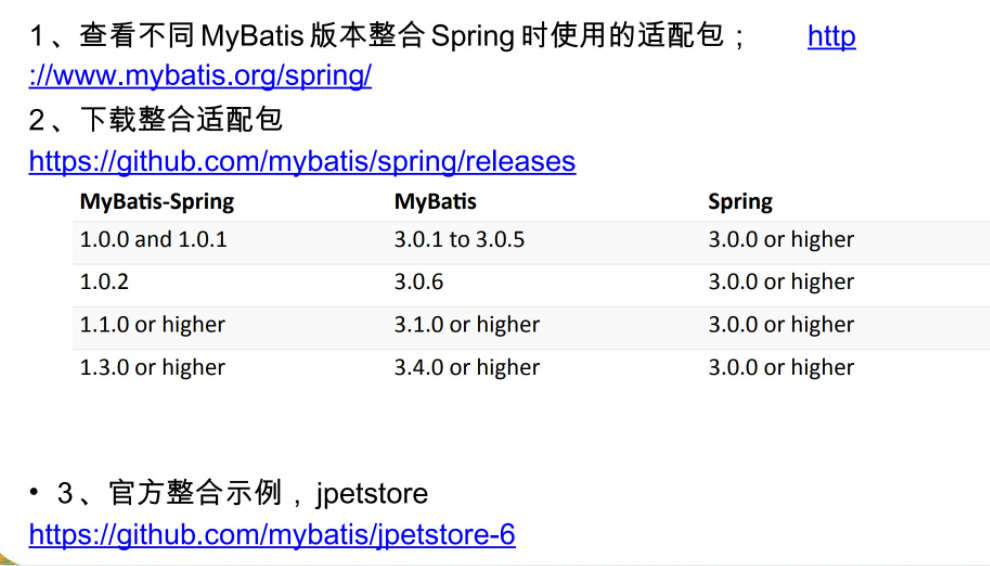 1、查看不同 MyBatis 版本整合 Spring 时使用的适配包； http
://www.mybatis.org/spring/
2、下载整合适配包
https://github.com/mybatis/spring/releases
MyBatis-Spring MyBatis Spring
1.0.0 and 1.0.1 3.0.1 to 3.0.5 3.0.0 or higher
1.0.2 3.0.6 3.0.0 or higher
1.1.0 or higher 3.1.0 or higher 3.0.0 or higher
1.3.0 or higher 3.4.0 or higher 3.0.0 or higher
• 3、官方整合示例，jpetstore
https://github.com/mybatis/jpetstore-6